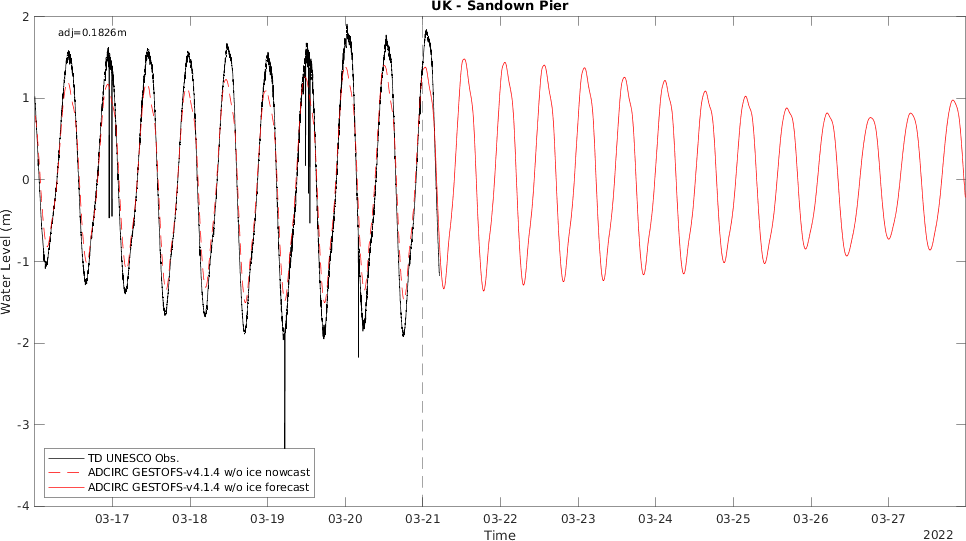 UK - Sandown Pier
adj=0.1826m
2
1
0
-1
-2
-3
-4
Water Level (m)
TD UNESCO Obs.
ADCIRC GESTOFS-v4.1.4 w/o ice nowcast
ADCIRC GESTOFS-v4.1.4 w/o ice forecast
03-17 03-18 03-19 03-20 03-21 03-22 03-23 03-24 03-25 03-26 03-27
Time
2022